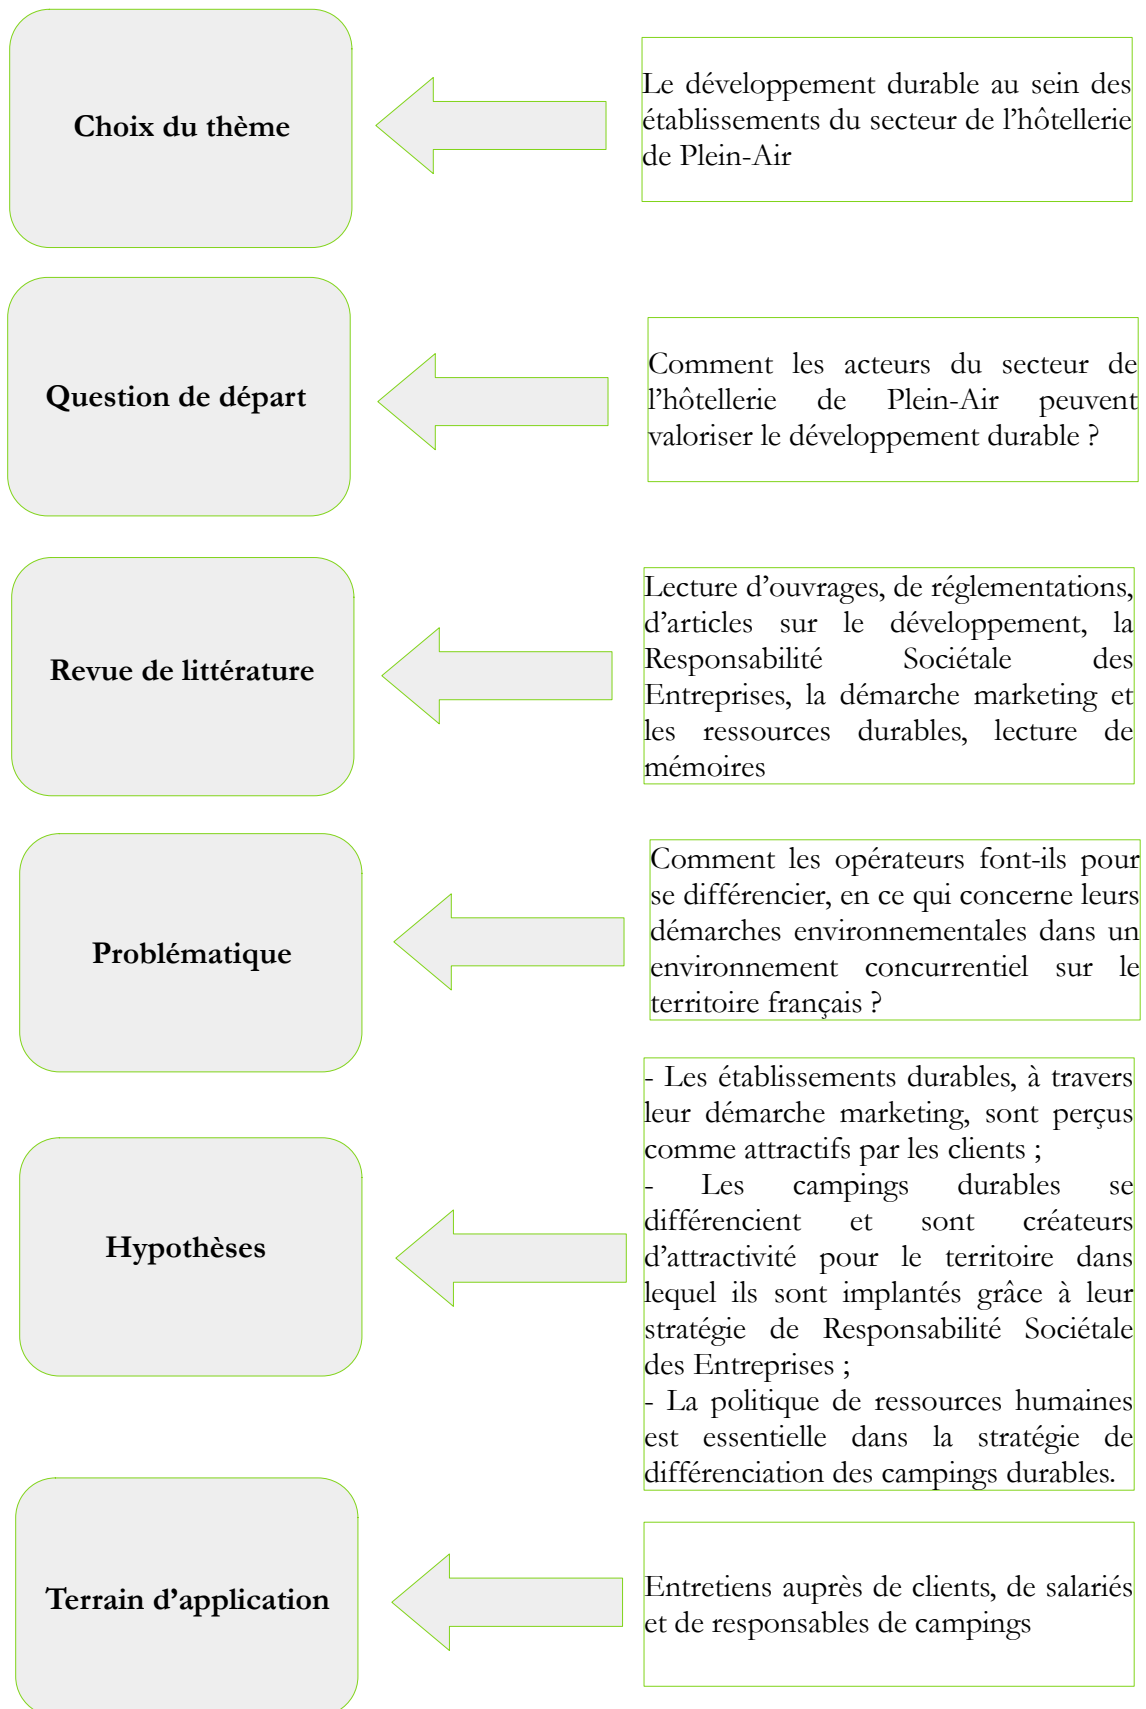 Choix du thème
Le développement durable au sein des
établissements du secteur de l’hôtellerie
de Plein-Air
Question de départ
Comment les acteurs du secteur de
l’hôtellerie de Plein-Air peuvent
valoriser le développement durable ?
Revue de littérature
Lecture d’ouvrages, de réglementations,
d’articles sur le développement, la
Responsabilité Sociétale des
Entreprises, la démarche marketing et
les ressources durables, lecture de
mémoires
Problématique
Comment les opérateurs font-ils pour
se différencier, en ce qui concerne leurs
démarches environnementales dans un
environnement concurrentiel sur le
territoire français ?
Hypothèses
- Les établissements durables, à travers
leur démarche marketing, sont perçus
comme attractifs par les clients ;
- Les campings durables se
différencient et sont créateurs
d’attractivité pour le territoire dans
lequel ils sont implantés grâce à leur
stratégie de Responsabilité Sociétale
des Entreprises ;
- La politique de ressources humaines
est essentielle dans la stratégie de
différenciation des campings durables.
Terrain d’application
Entretiens auprès de clients, de salariés
et de responsables de campings